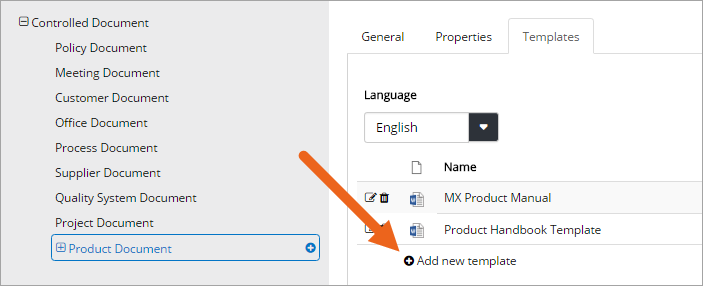 Controlled Document
Policy Document
Meeting Document
Customer Document
Office Document
Process Document
Supplier Document
Quality System Document
Project Document
Product Document
General Properties Templates
Language
English
Name
MX Product Manual
Product Handbook Template
Add new template